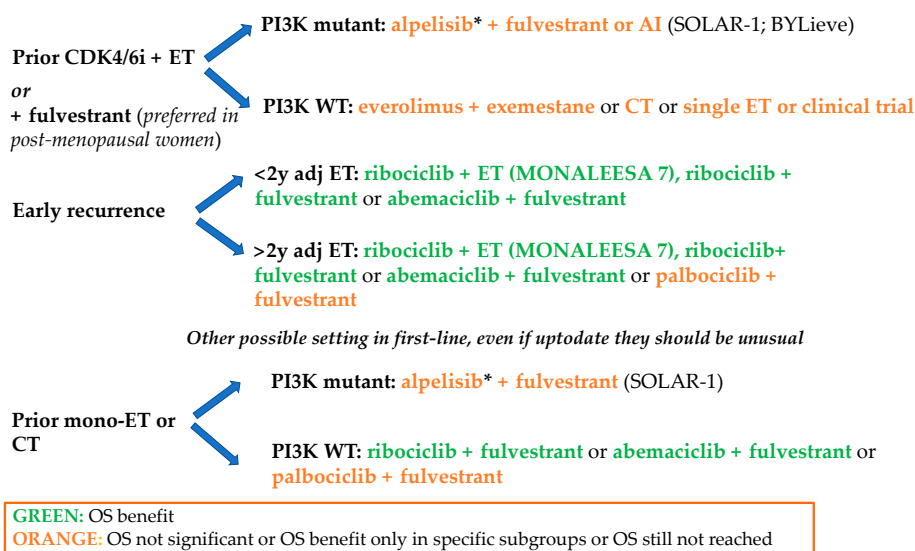 PI3K mutant: alpelisib* + fulvestrant or AI (SOLAR-1; BYLieve)
Prior CDK4/6i + ET
or
+ fulvestrant (preferred in
post-menopausal women)
PI3K WT: everolimus + exemestane or CT or single ET or clinical trial
<2y adj ET: ribociclib + ET (MONALEESA 7), ribociclib +
fulvestrant or abemaciclib + fulvestrant
Early recurrence
>2y adj ET: ribociclib + ET (MONALEESA 7), ribociclib+
fulvestrant or abemaciclib + fulvestrant or palbociclib +
fulvestrant
Other possible setting in first-line, even if uptodate they should be unusual
PI3K mutant: alpelisib* + fulvestrant (SOLAR-1)
Prior mono-ET or
CT
PI3K WT: ribociclib + fulvestrant or abemaciclib + fulvestrant or
palbociclib + fulvestrant
GREEN: OS benefit
ORANGE: OS not significant or OS benefit only in specific subgroups or OS still not reached